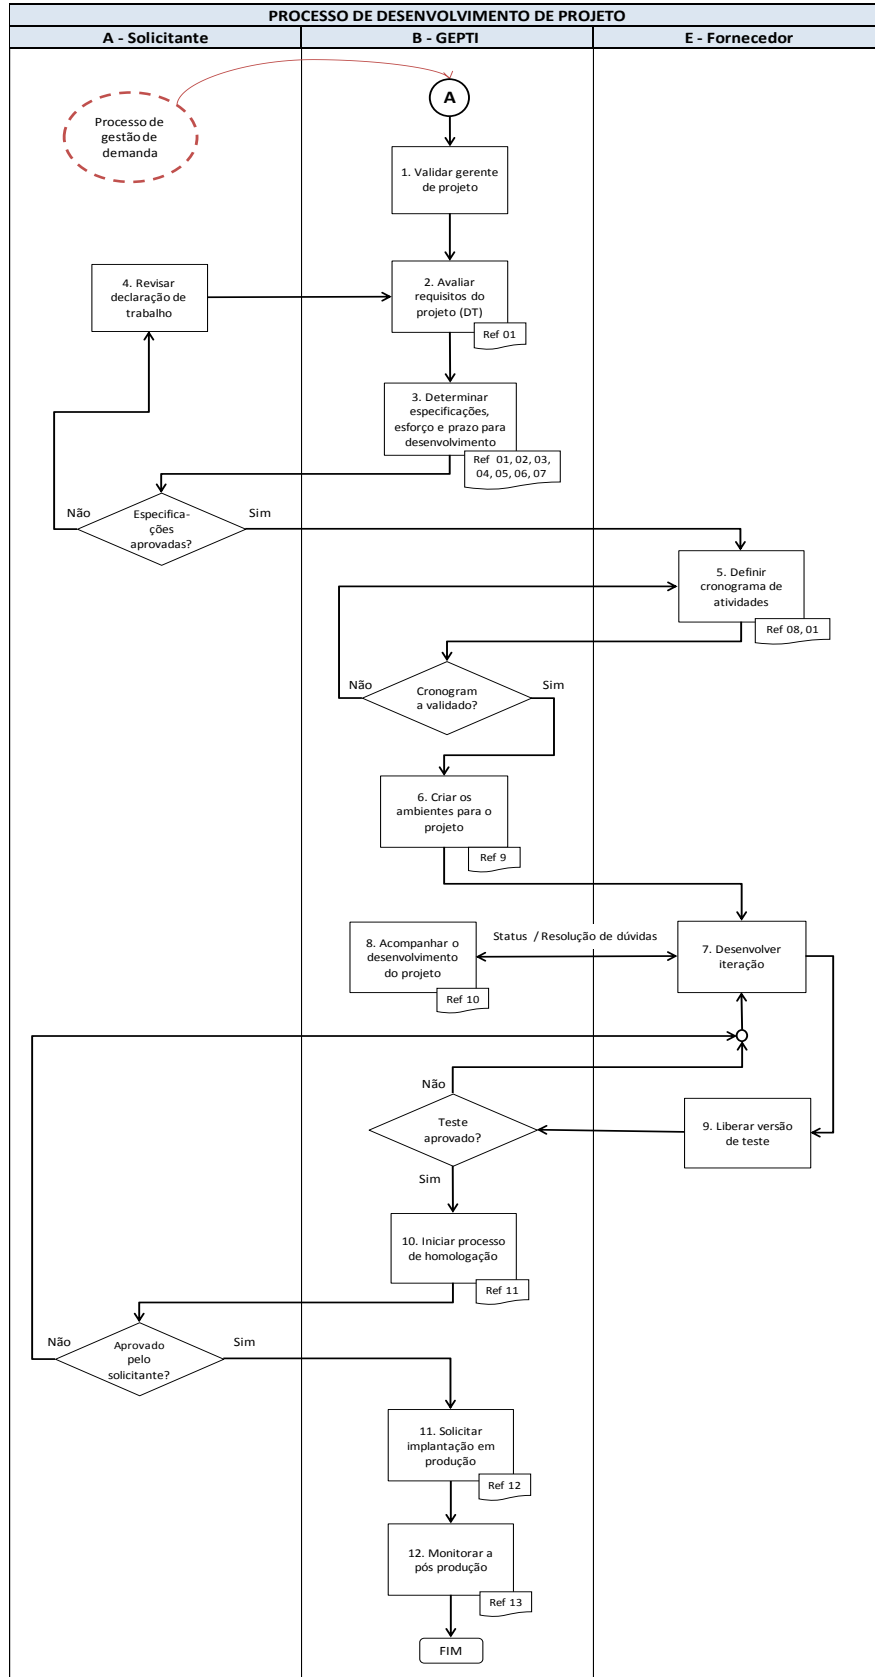 PROCESSO DE DESENVOLVIMENTO DE PROJETO
A - Solicitante
B - GEPTI
E - Fornecedor
A
Processo de
gestão de
demanda
1. Validar gerente
de projeto
4. Revisar
declaração de
trabalho
2. Avaliar
requisitos do
projeto (DT)
Ref 01
3. Determinar
especificações,
esforço e prazo para
desenvolvimento
Ref 01, 02, 03,
04, 05, 06, 07
Não
Especifica-
ções
aprovadas?
Sim
5. Definir
cronograma de
atividades
Ref 08, 01
Não
Cronogram
a validado?
Sim
6. Criar os
ambientes para o
projeto
Ref 9
8. Acompanhar o
desenvolvimento
do projeto
Ref 10
Status / Resolução de dúvidas
7. Desenvolver
iteração
Não
Teste
aprovado?
Sim
9. Liberar versão
de teste
10. Iniciar processo
de homologação
Ref 11
Não
Aprovado
pelo
solicitante?
Sim
11. Solicitar
implantação em
produção
Ref 12
12. Monitorar a
pós produção
Ref 13
FIM